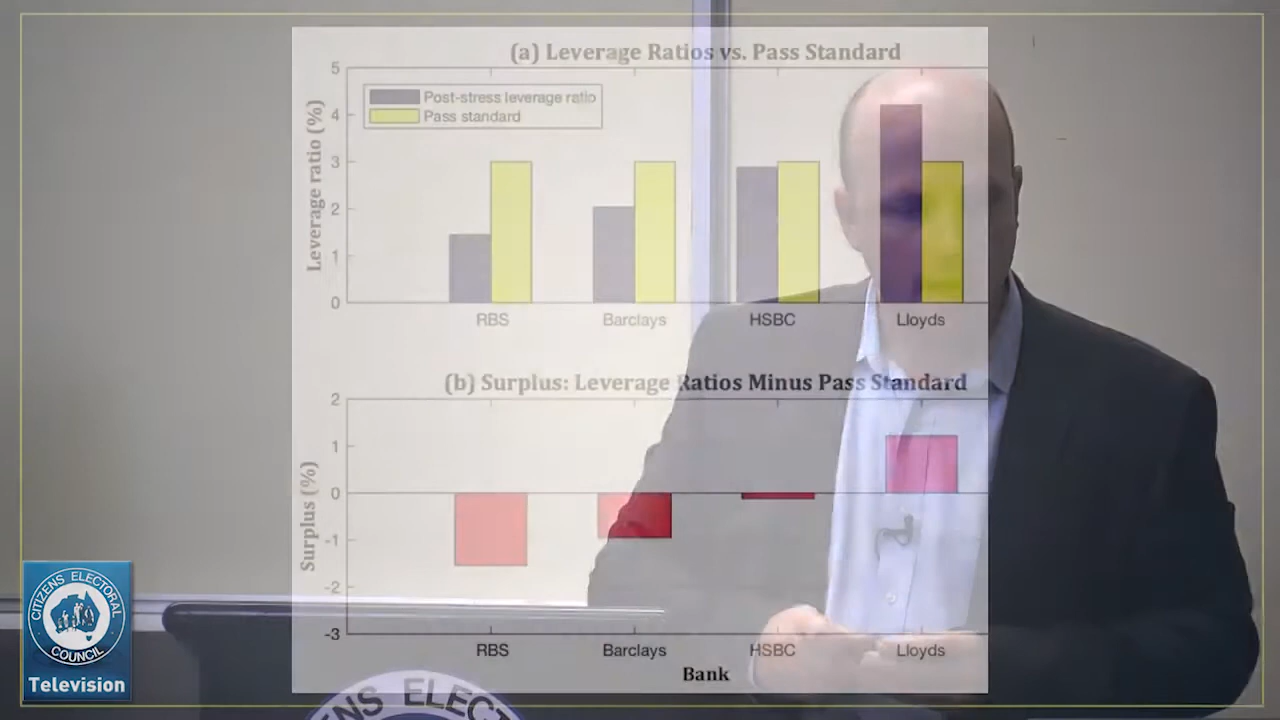 (a) Leverage Ratios vs. Pass Standard
Leverage ratio (%)
5
4
3
2
1
0
Post-stress leverage ratio
Pass standard
RBS Barclays HSBC Lloyds
(b) Surplus: Leverage Ratios Minus Pass Standard
Surplus (%)
2
1
0
-1
-2
-3
RBS Barclays HSBC Lloyds
Bank
CITIZENS ELECTORAL
COUNCIL
Television
ENS ELECT